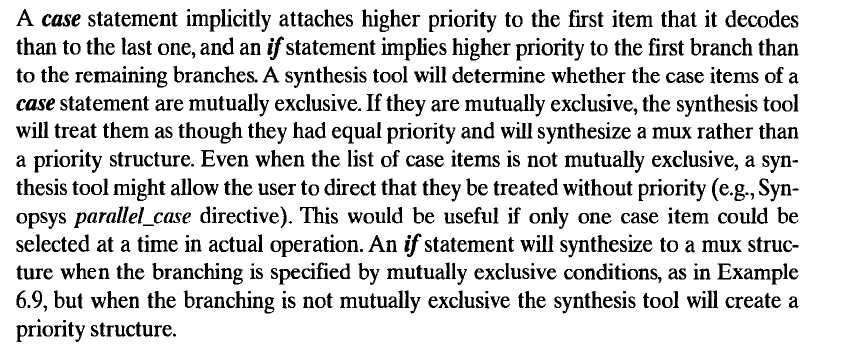 A case statement implicitly attaches higher priority to the first item that it decodes
than to the last one, and an if statement implies higher priority to the first branch than
to the remaining branches. A synthesis tool will determine whether the case items of a
case statement are mutually exclusive. If they are mutually exclusive, the synthesis tool
will treat them as though they had equal priority and will synthesize a mux rather than
a priority structure. Even when the list of case items is not mutually exclusive, a syn-
thesis tool might allow the user to direct that they be treated without priority (e.g., Syn-
opsys parallel_case directive). This would be useful if only one case item could be
selected at a time in actual operation. An if statement will synthesize to a mux struc-
ture when the branching is specified by mutually exclusive conditions, as in Example
6.9, but when the branching is not mutually exclusive the synthesis tool will create a
priority structure.